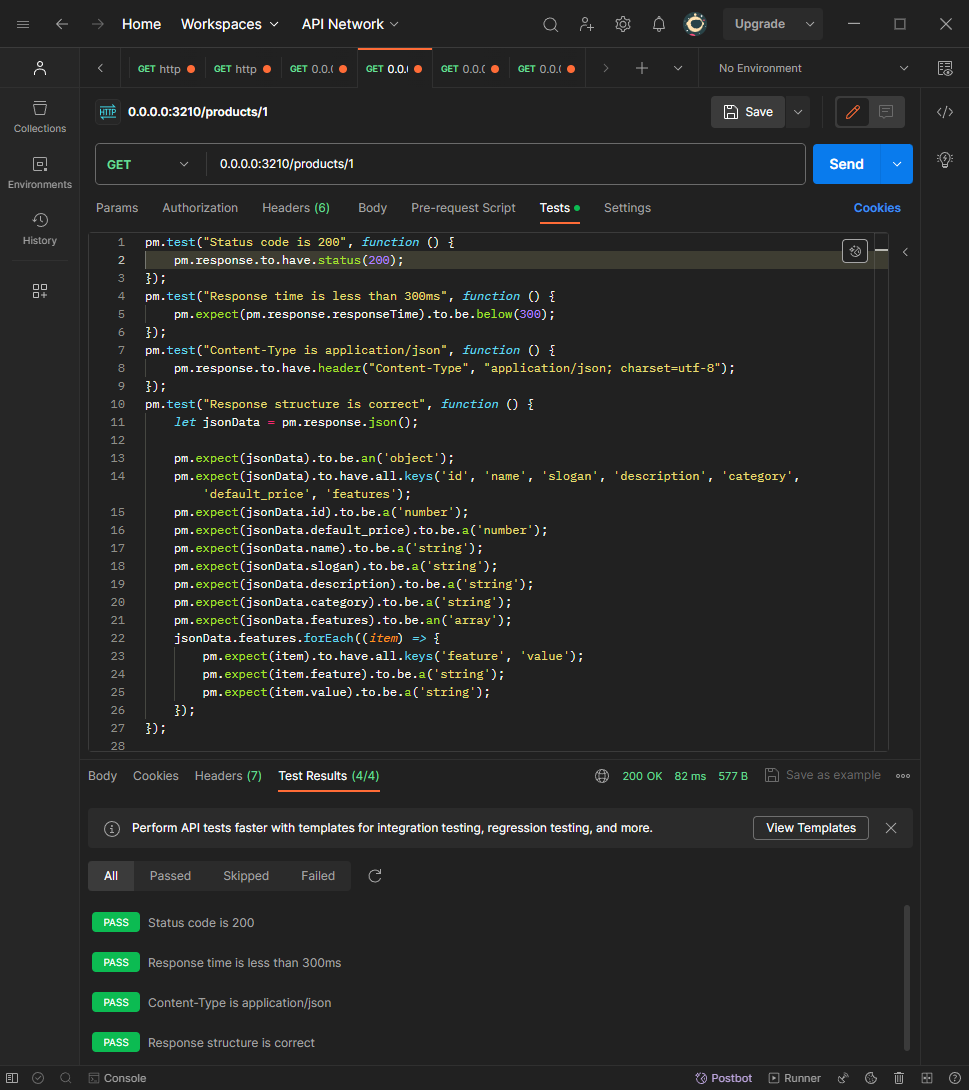 Home Workspaces API Network Upgrade
GET http GET http GET 0.0.( GET 0.0.( GET 0.0.( GET 0.0.( No Environment
HTTP 0.0.0.0:3210/products/1 Save
Collections
Environments
History
GET 0.0.0.0:3210/products/1 Send
Params Authorization Headers (6) Body Pre-request Script Tests Settings Cookies
1 pm.test("Status code is 200", function () {
2 pm.response.to.have.status(200);
3 });
4 pm.test("Response time is less than 300ms", function () {
5 pm.expect(pm.response.responseTime).to.be.below(300);
6 });
7 pm.test("Content-Type is application/json", function () {
8 pm.response.to.have.header("Content-Type", "application/json; charset=utf-8");
9 });
10 pm.test("Response structure is correct", function () {
11 let jsonData = pm.response.json();
12
13 pm.expect(jsonData).to.be.an('object');
14 pm.expect(jsonData).to.have.all.keys('id', 'name', 'slogan', 'description', 'category',
'default_price', 'features');
15 pm.expect(jsonData.id).to.be.a('number');
16 pm.expect(jsonData.default_price).to.be.a('number');
17 pm.expect(jsonData.name).to.be.a('string');
18 pm.expect(jsonData.slogan).to.be.a('string');
19 pm.expect(jsonData.description).to.be.a('string');
20 pm.expect(jsonData.category).to.be.a('string');
21 pm.expect(jsonData.features).to.be.an('array');
22 jsonData.features.forEach((item) => {
23 pm.expect(item).to.have.all.keys('feature', 'value');
24 pm.expect(item.feature).to.be.a('string');
25 pm.expect(item.value).to.be.a('string');
26 });
27 });
28
Body Cookies Headers (7) Test Results (4/4) 200 OK 82 ms 577 B Save as example
Perform API tests faster with templates for integration testing, regression testing, and more. View Templates
All Passed Skipped Failed
PASS Status code is 200
PASS Response time is less than 300ms
PASS Content-Type is application/json
PASS Response structure is correct
Console Postbot Runner